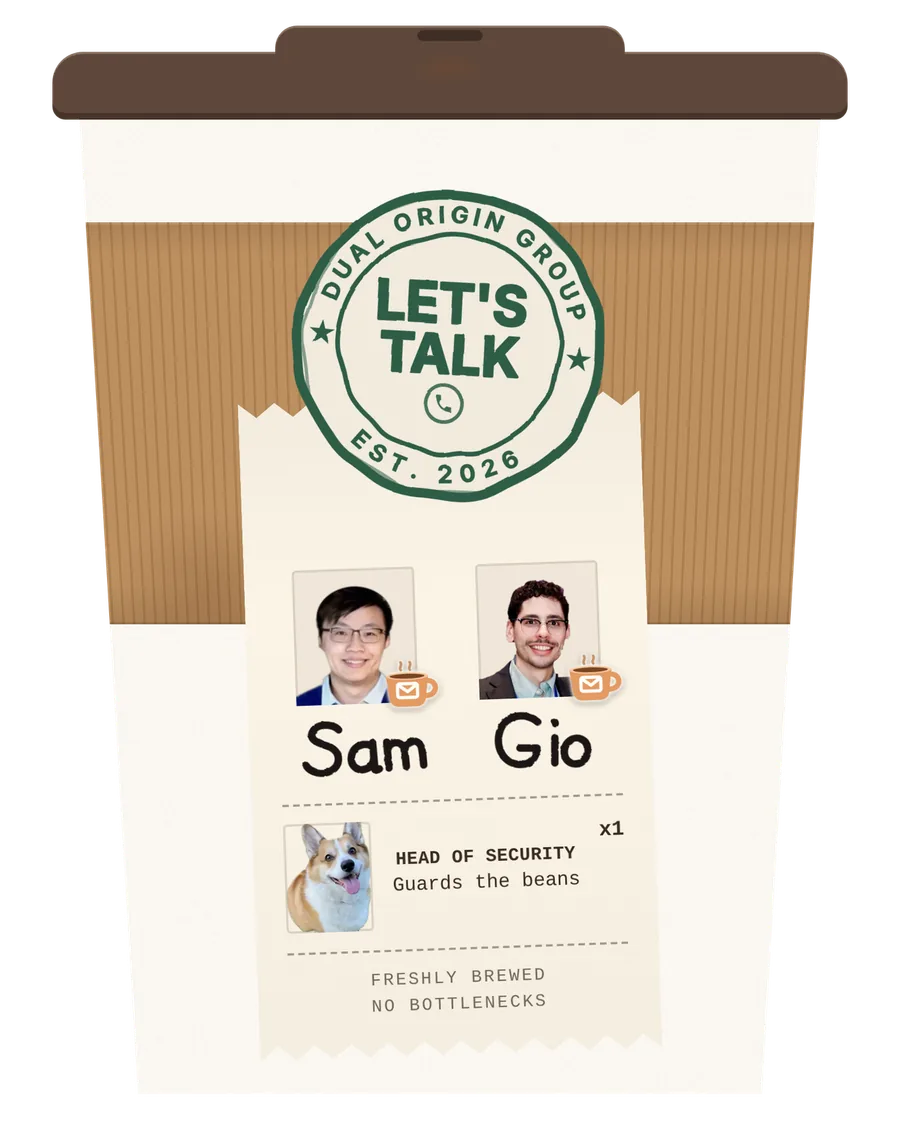 DUAL ORIGIN GROUP
LET'S
TALK
EST. 2026
Sam
Gio
x1
HEAD OF SECURITY
Guards the beans
FRESHLY BREWED
NO BOTTLENECKS